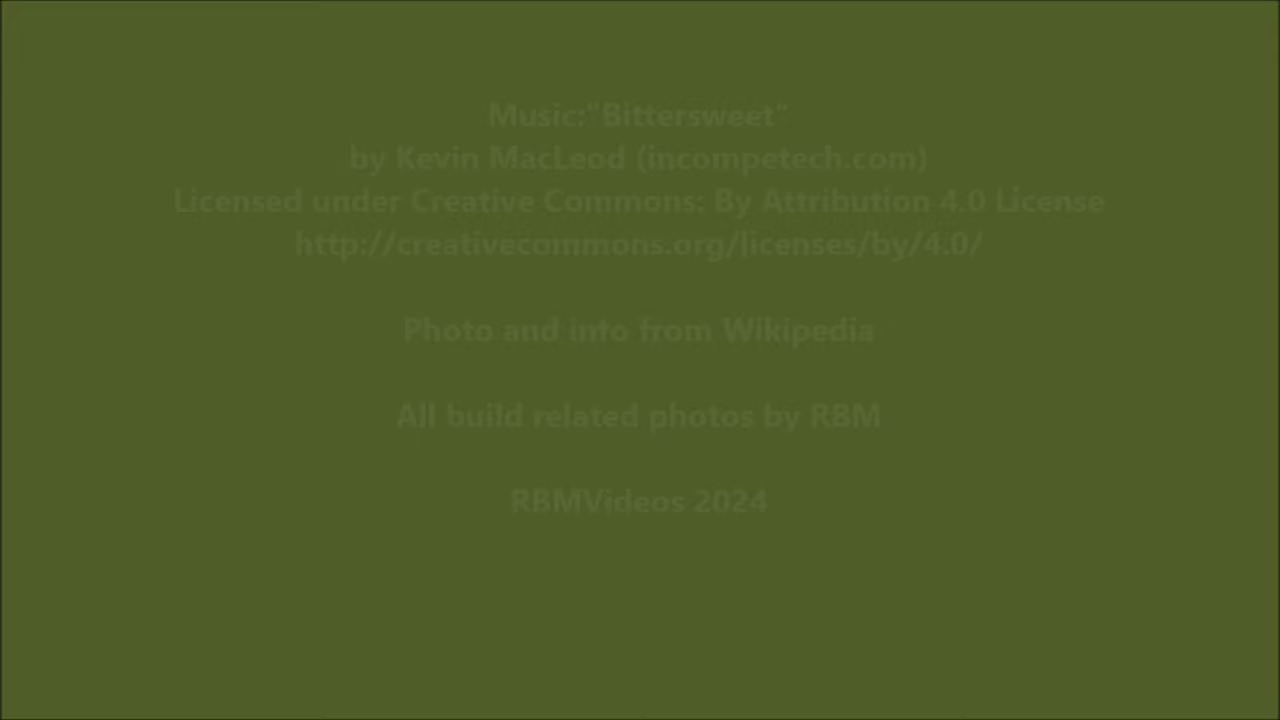 Music:"Bittersweet"
by Kevin MacLeod (incompetech.com)
Licensed under Creative Commons: By Attribution 4.0 License
http://creativecommons.org/licenses/by/4.0/
Photo and info from Wikipedia
All build related photos by RBM
RBMVideos 2024